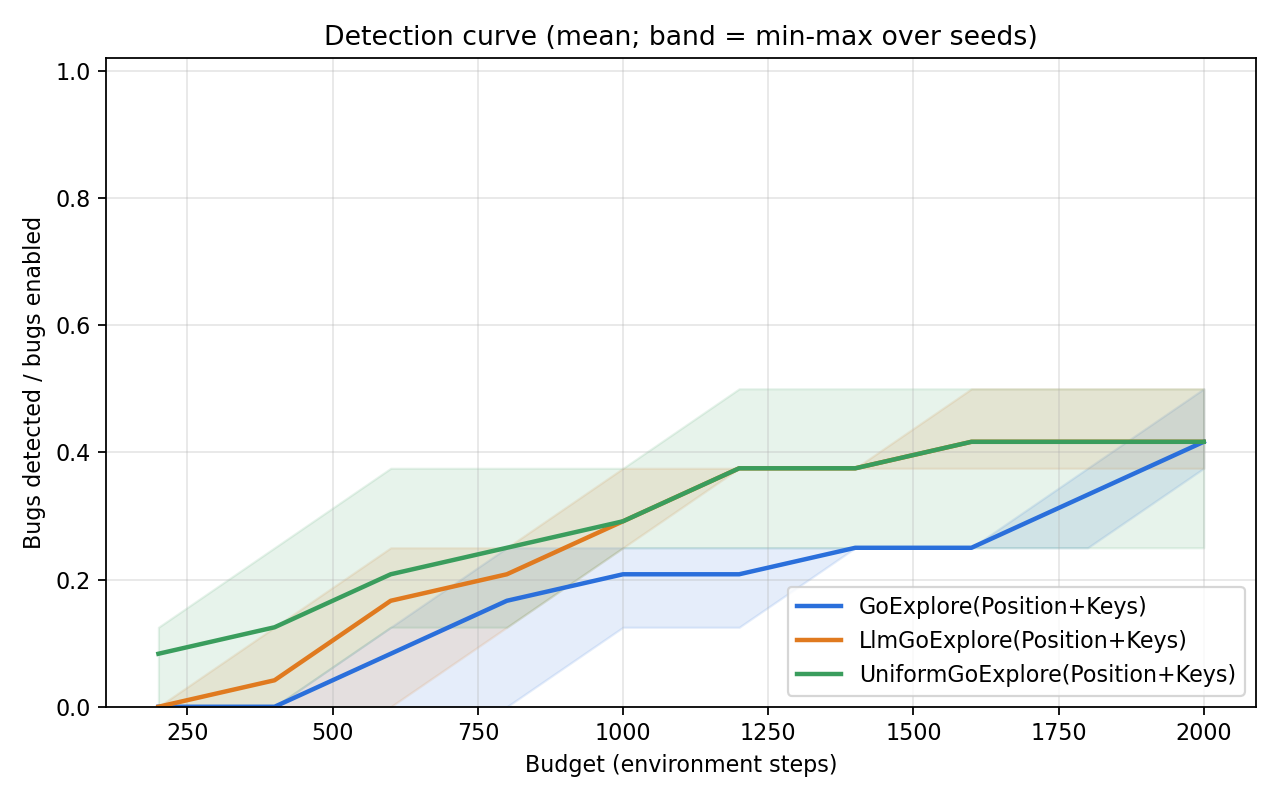 Detection curve (mean; band = min-max over seeds)
Bugs detected / bugs enabled
1.0
0.8
0.6
0.4
0.2
0.0
GoExplore(Position+Keys)
LlmGoExplore(Position+Keys)
UniformGoExplore(Position+Keys)
250 500 750 1000 1250 1500 1750 2000
Budget (environment steps)